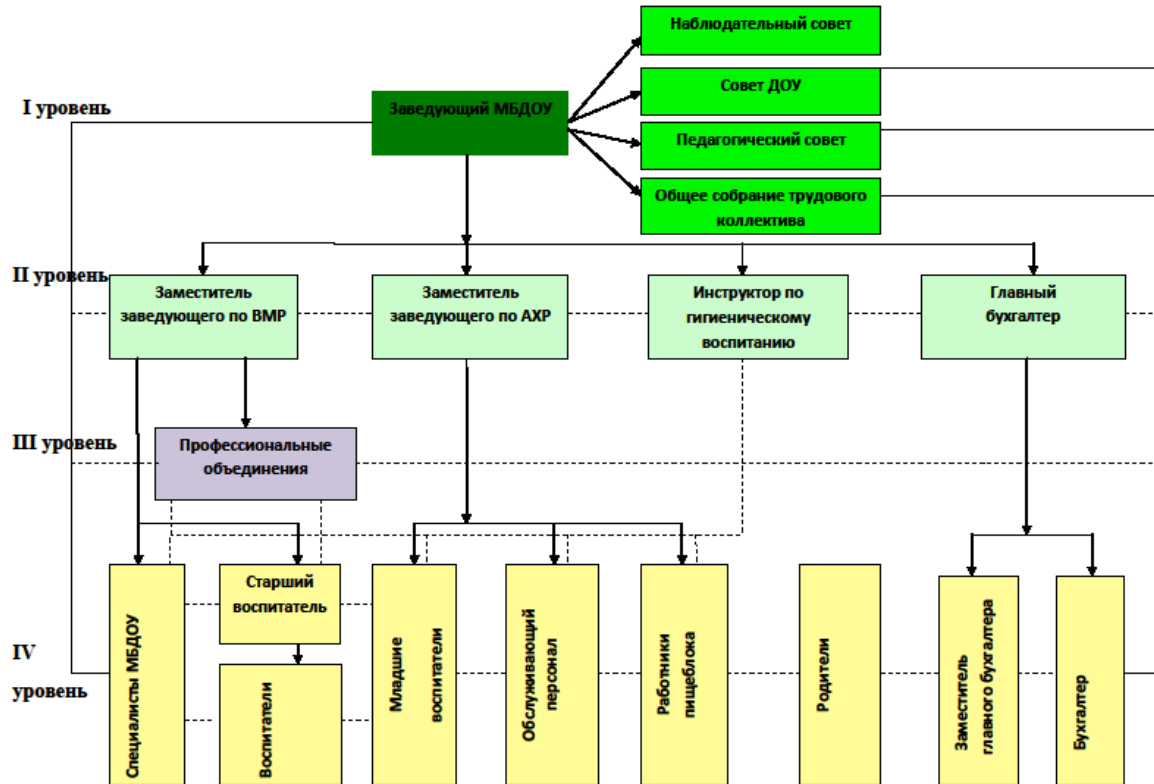 Наблюдательный совет
I уровень
Заведующий МБДОУ
Совет ДОУ
Педагогический совет
Общее собрание трудового
коллектива
II уровень
Заместитель
заведующего по ВМР
Заместитель
заведующего по АХР
Инструктор по
гигиеническому
воспитанию
Главный
бухгалтер
III уровень
Профессиональные
объединения
IV
уровень
Специалисты МБДОУ
Старший
воспитатель
Воспитатели
Младшие
воспитатели
Обслуживающий
персонал
Работники
пищеблока
Родители
Заместитель
главного бухгалтера
Бухгалтер